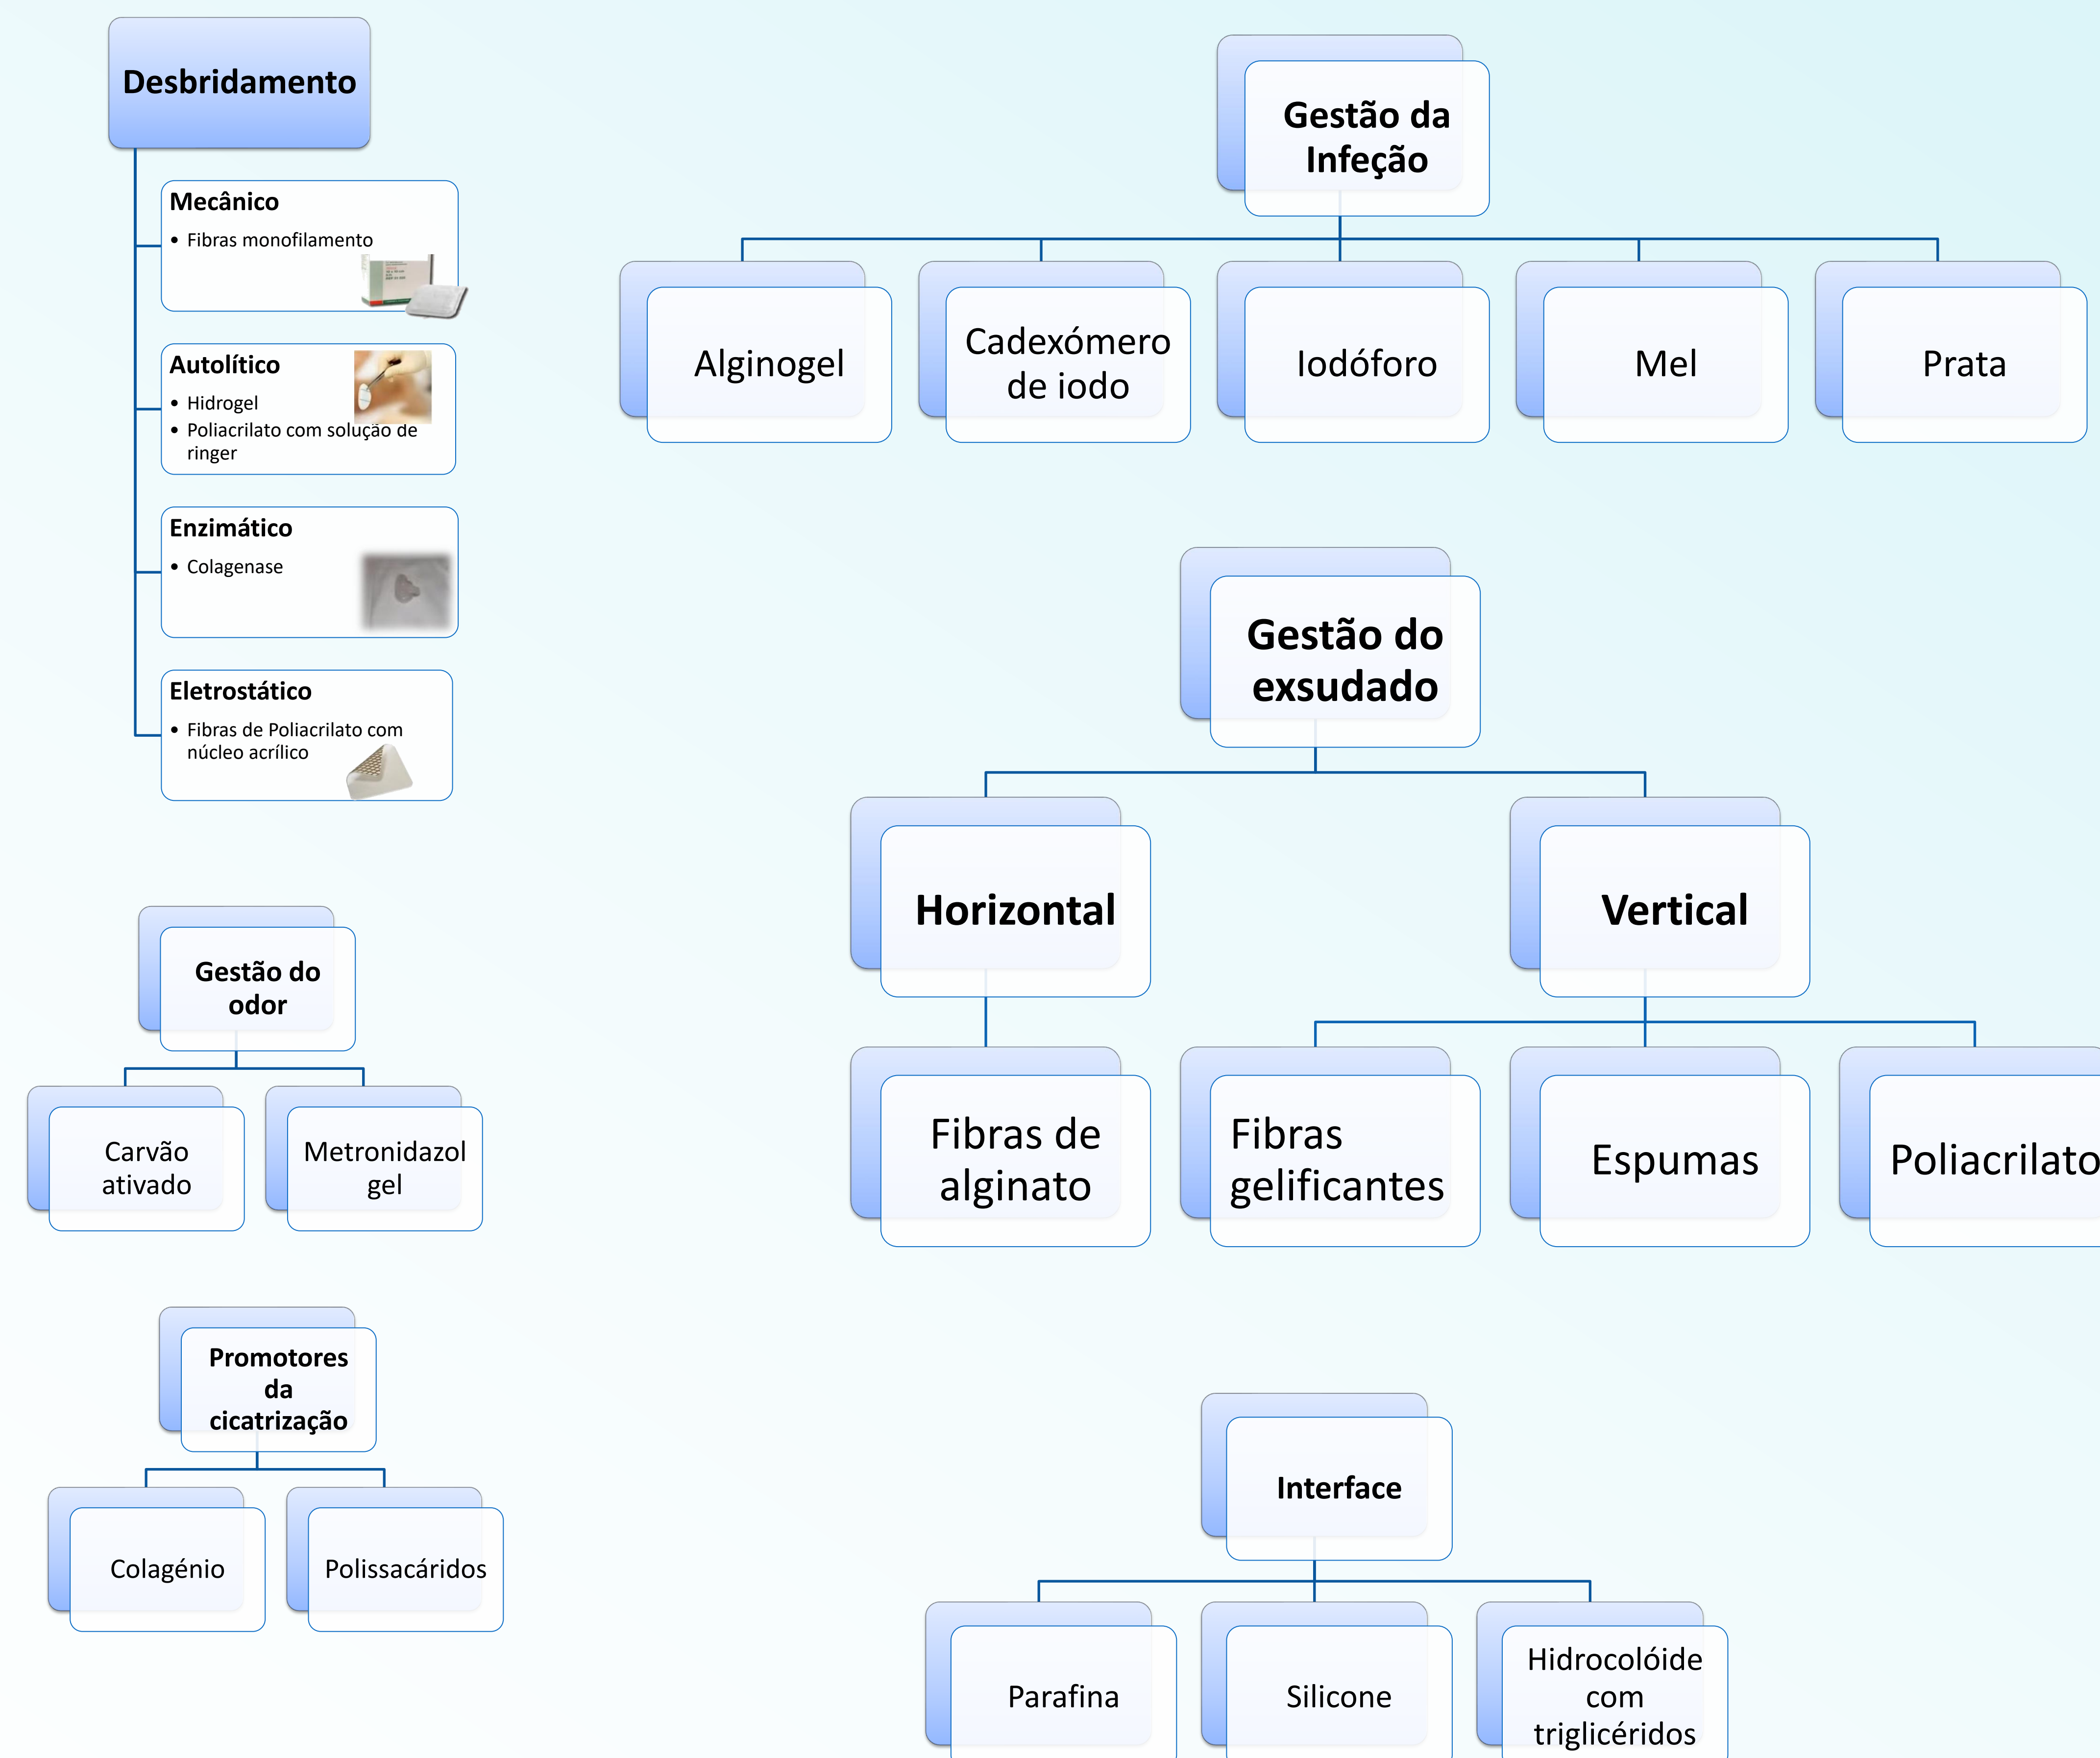 Desbridamento
Mecânico
• Fibras monofilamento
Autolítico
• Hidrogel
• Poliacrilato com solução de
ringer
Enzimático
• Colagenase
Eletrostático
• Fibras de Poliacrilato com
núcleo acrílico
Gestão da
Infeção
Alginogel
Cadexómero
de iodo
Iodóforo
Mel
Prata
Gestão do
exsudado
Horizontal
Vertical
Fibras de
alginato
Fibras
gelificantes
Espumas
Poliacrilato
Gestão do
odor
Carvão
ativado
Metronidazol
gel
Promotores
da
cicatrização
Colagénio
Polissacáridos
Interface
Parafina
Silicone
Hidrocolóide
com
triglicéridos